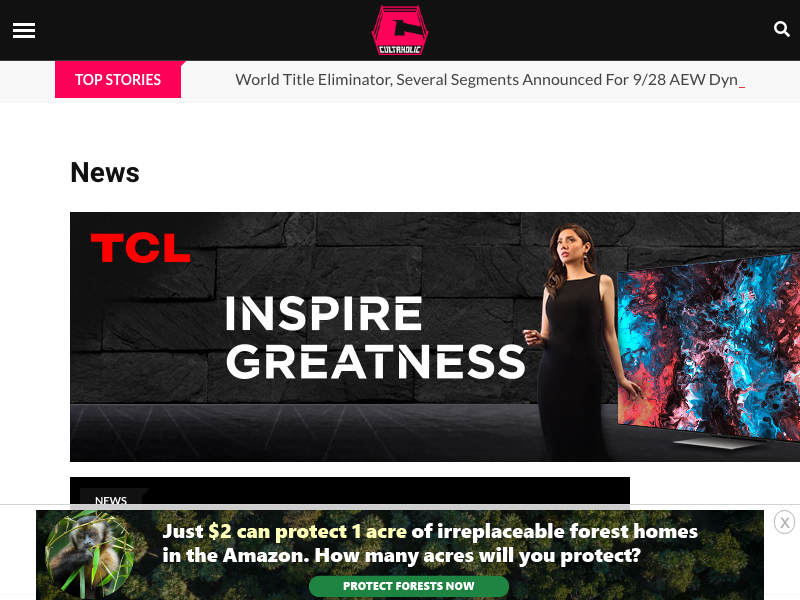 CULTAHOLIC
TOP STORIES
World Title Eliminator, Several Segments Announced For 9/28 AEW Dyn_
News
TCL
INSPIRE
GREATNESS
NEWS
Just $2 can protect 1 acre of irreplaceable forest homes
in the Amazon. How many acres will you protect?
PROTECT FORESTS NOW
X